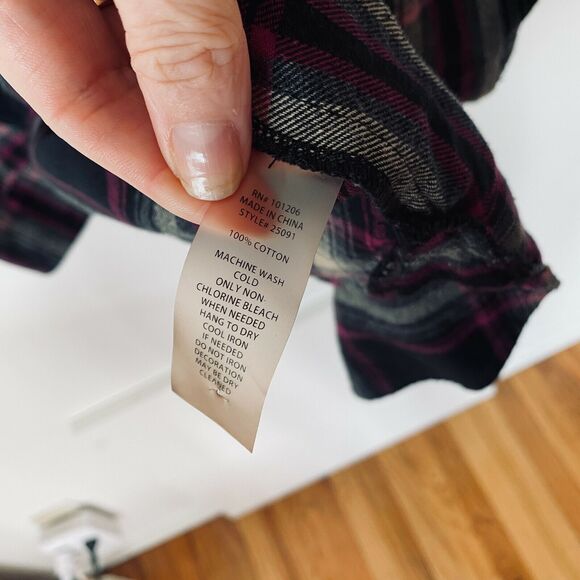 RN# 101206
MADE IN CHINA
STYLE# 25091
100% COTTON
MACHINE WASH
COLD
ONLY NON-
CHLORINE BLEACH
WHEN NEEDED
HANG TO DRY
COOL IRON
IF NEEDED
DO NOT IRON
DECORATION
MAY BE DRY
CLEANED